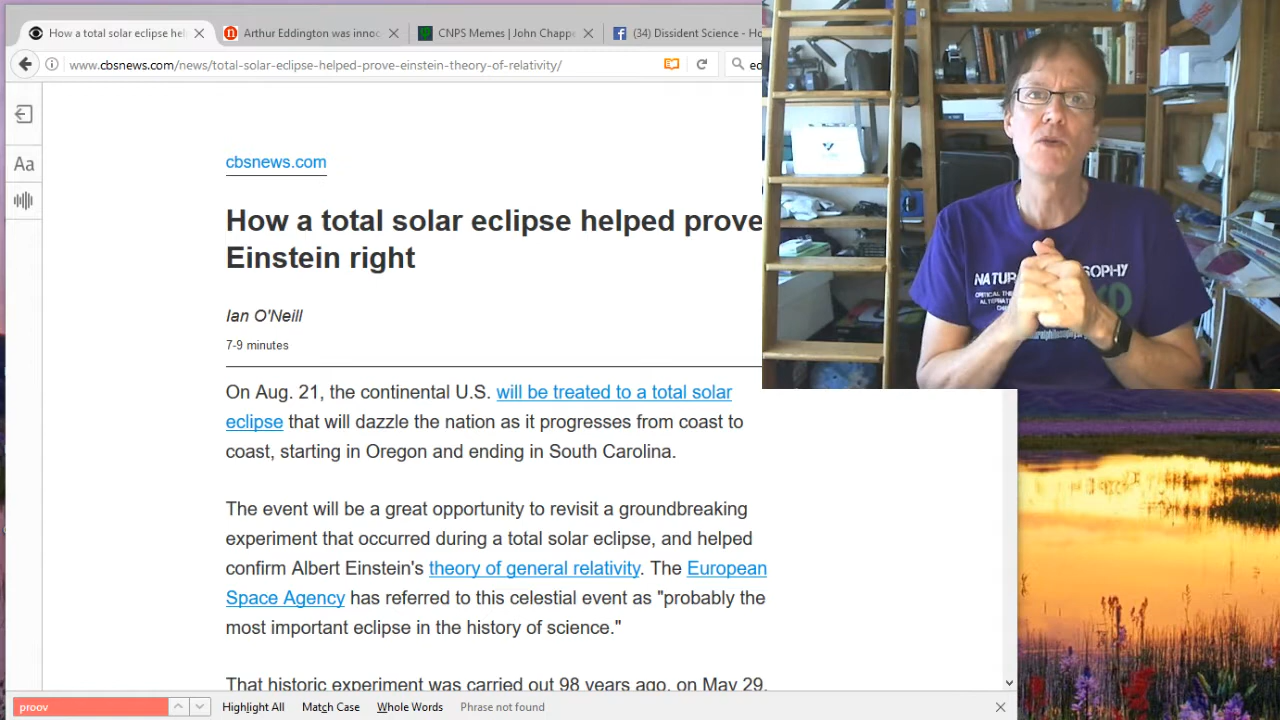 How a total solar eclipse hel
Arthur Eddington was innoc
CNPS Memes | John Chappe
(34) Dissident Science - Ho
www.cbsnews.com/news/total-solar-eclipse-helped-prove-einstein-theory-of-relativity/
ed
Aa
cbsnews.com
How a total solar eclipse helped prove
Einstein right
Ian O'Neill
7-9 minutes
On Aug. 21, the continental U.S. will be treated to a total solar
eclipse that will dazzle the nation as it progresses from coast to
coast, starting in Oregon and ending in South Carolina.
The event will be a great opportunity to revisit a groundbreaking
experiment that occurred during a total solar eclipse, and helped
confirm Albert Einstein's theory of general relativity. The European
Space Agency has referred to this celestial event as "probably the
most important eclipse in the history of science."
That historic experiment was carried out 98 years ago, on May 29,
proov
Highlight All
Match Case
Whole Words
Phrase not found